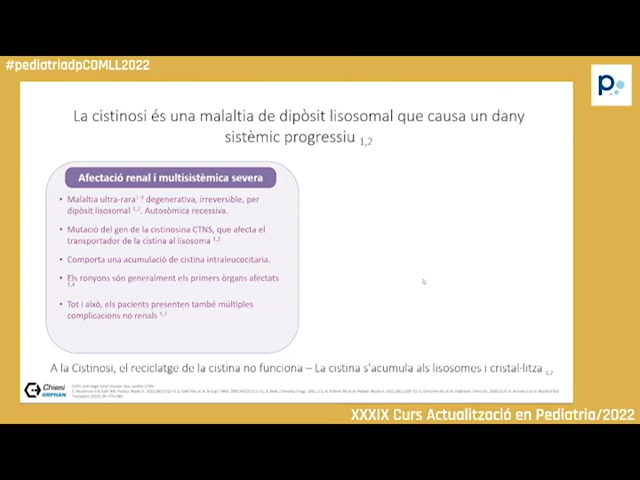 #pediatriadpCOMLL2022
p
La cistinosi és una malaltia de dipòsit lisosomal que causa un dany
sistèmic progressiu 1,2
Afectació renal i multisistèmica severa
• Malaltia ultra-rara1-3 degenerativa, irreversible, per
dipòsit lisosomal 1,2. Autosòmica recessiva.
• Mutació del gen de la cistinosina CTNS, que afecta el
transportador de la cistina al lisosoma 1,2
• Comporta una acumulació de cistina intraleucocitaria.
• Els ronyons són generalment els primers òrgans afectats
1,4
• Tot i això, els pacients presenten també múltiples
complicacions no renals 1,2
A la Cistinosi, el reciclatge de la cistina no funciona – La cistina s'acumula als lisosomes i cristal·litza 1,2
Chiesi
ORPHAN
XXXIX Curs Actualització en Pediatria/2022